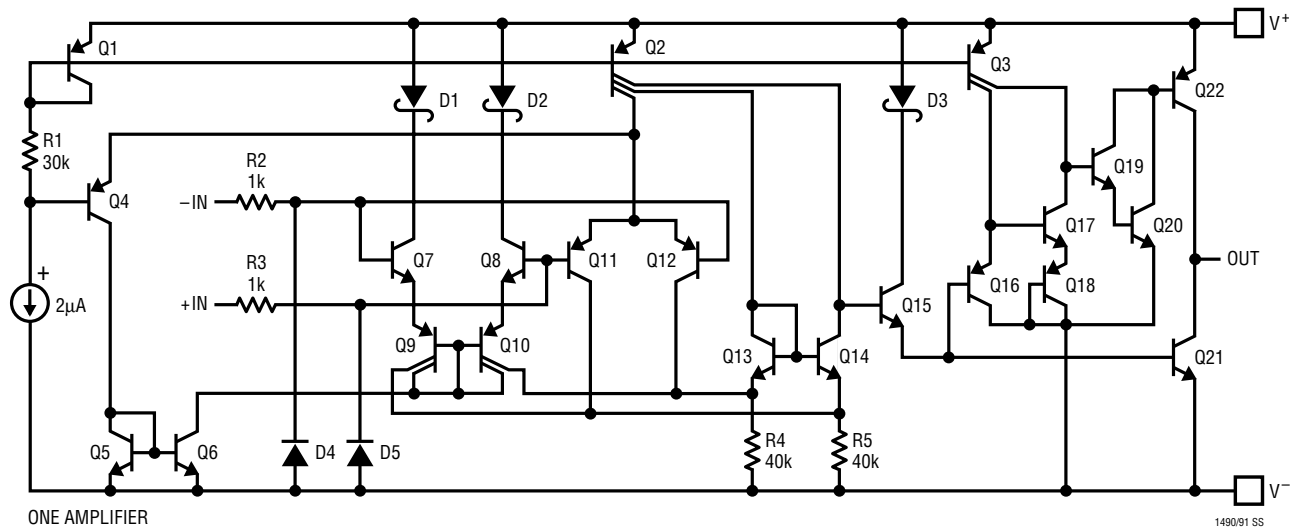 V+
Q1
Q2
Q3
D1
D2
D3
Q22
R1
30k
R2
1k
Q4
–IN
Q19
Q20
Q17
Q7
Q8
Q11
Q12
OUT
+
2µA
R3
1k
+IN
Q15
Q16
Q18
Q9
Q10
Q13
Q14
Q21
Q5
Q6
D4
D5
R4
40k
R5
40k
V–
ONE AMPLIFIER
1490/91 SS